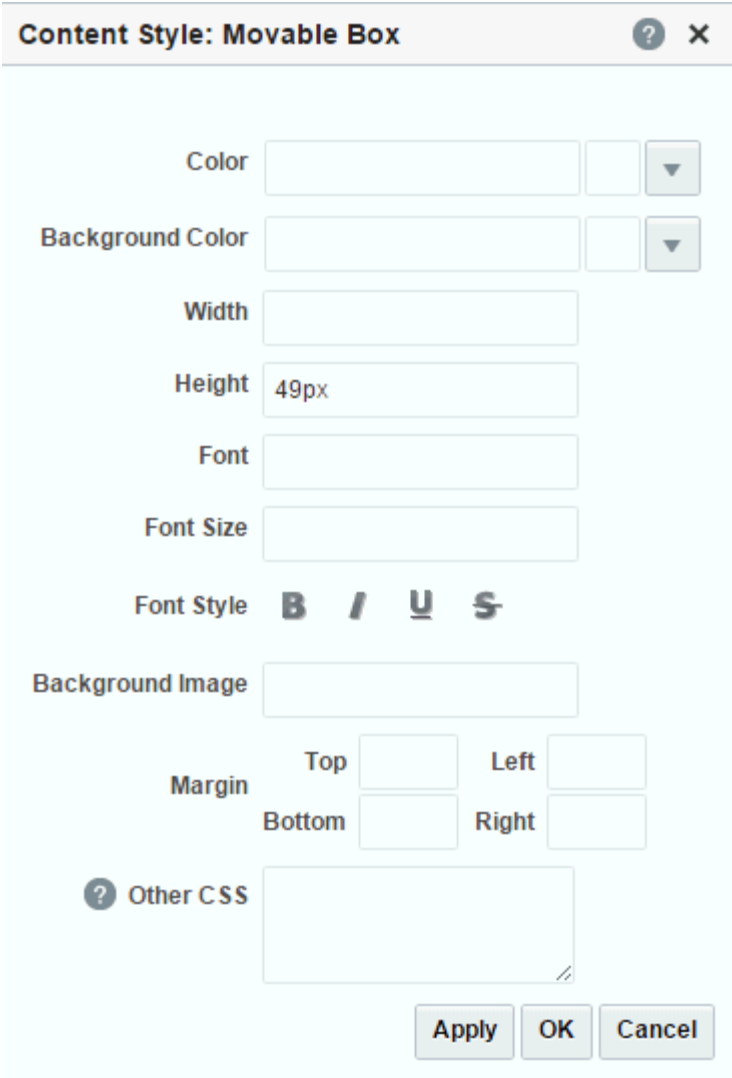 Content Style: Movable Box ? ×
Color
Background Color
Width
Height 49px
Font
Font Size
Font Style B I U S
Background Image
Margin
Top Left
Bottom Right
? Other CSS
Apply OK Cancel